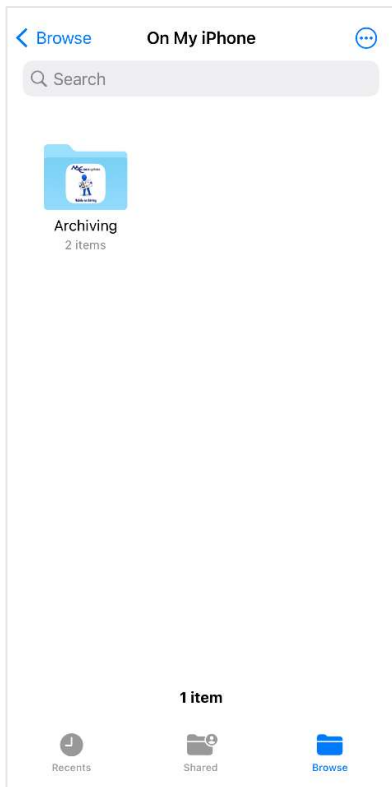 Browse
On My iPhone
Search
Archiving
2 items
1 item
Recents
Shared
Browse